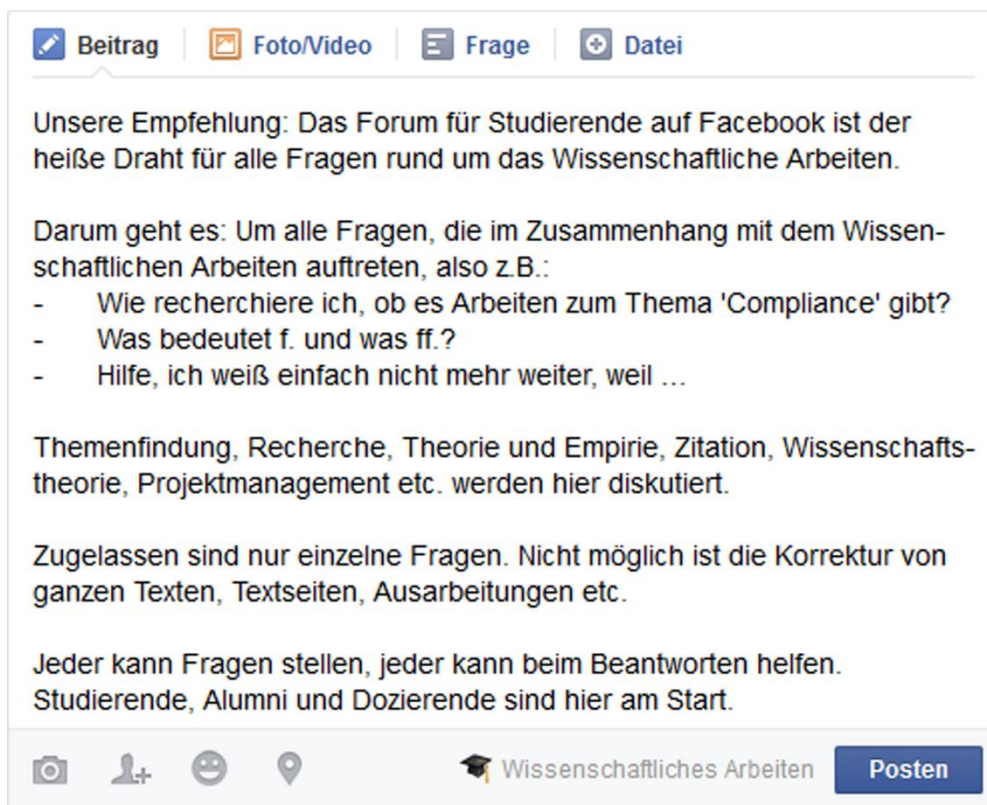 Beitrag Foto/Video Frage Datei
Unsere Empfehlung: Das Forum für Studierende auf Facebook ist der
heiße Draht für alle Fragen rund um das Wissenschaftliche Arbeiten.
Darum geht es: Um alle Fragen, die im Zusammenhang mit dem Wissen-
schaftlichen Arbeiten auftreten, also z.B.:
- Wie recherchiere ich, ob es Arbeiten zum Thema 'Compliance' gibt?
- Was bedeutet f. und was ff.?
- Hilfe, ich weiß einfach nicht mehr weiter, weil …
Themenfindung, Recherche, Theorie und Empirie, Zitation, Wissenschafts-
theorie, Projektmanagement etc. werden hier diskutiert.
Zugelassen sind nur einzelne Fragen. Nicht möglich ist die Korrektur von
ganzen Texten, Textseiten, Ausarbeitungen etc.
Jeder kann Fragen stellen, jeder kann beim Beantworten helfen.
Studierende, Alumni und Dozierende sind hier am Start.
Wissenschaftliches Arbeiten Posten